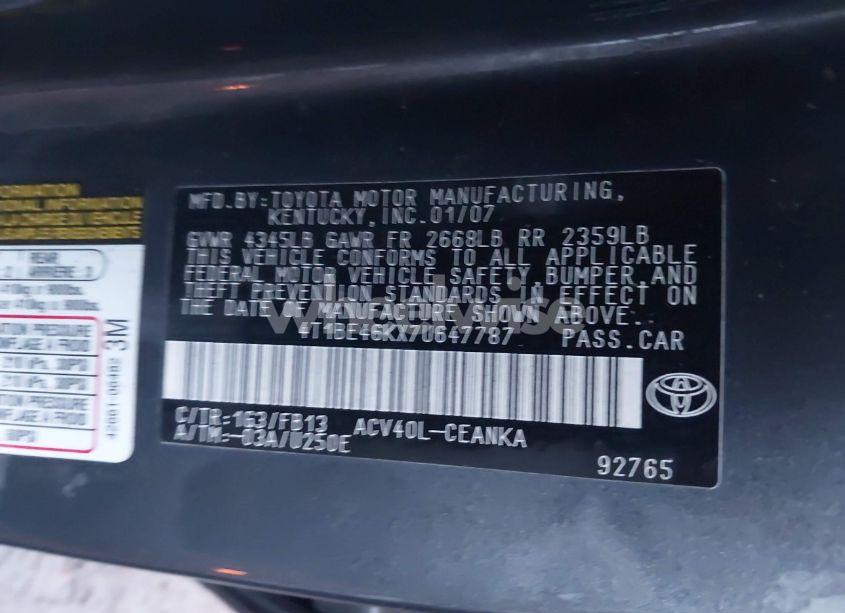 MFD.BY:TOYOTA MOTOR MANUFACTURING,
KENTUCKY,INC.01/07
GVWR 4345LB GAWR FR 2668LB RR 2359LB
THIS VEHICLE CONFORMS TO ALL APPLICABLE
FEDERAL MOTOR VEHICLE SAFETY,BUMPER,AND
THEFT PREVENTION STANDARDS IN EFFECT ON
THE DATE OF MANUFACTURE SHOWN ABOVE.
4T1BE46KX7U647787 PASS.CAR
C/TR:1G3/FB13 ACV40L-CEANKA
A/TM:-03A/U250E
92765
REAR
3M